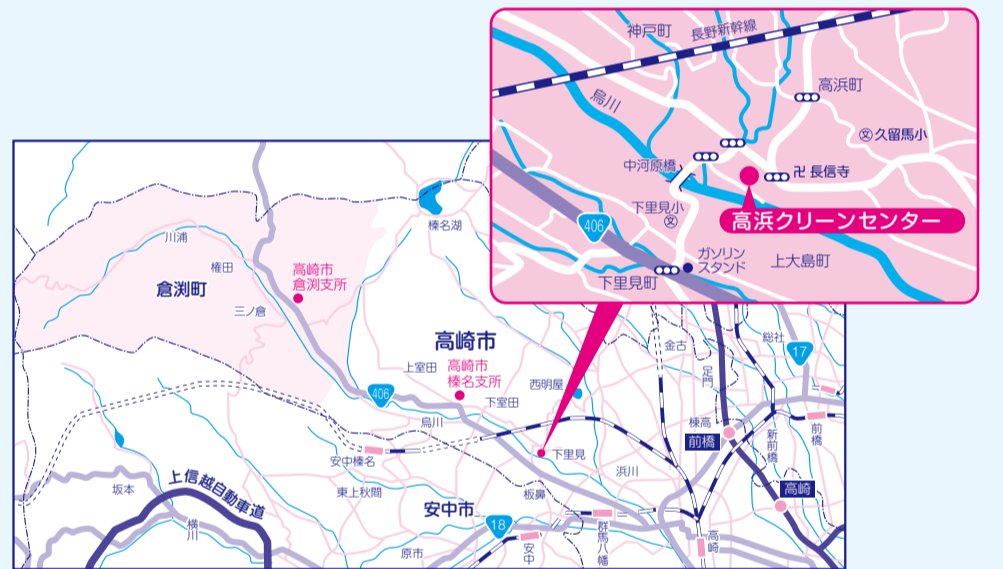 神戸町
長野新幹線
高浜町
烏川
久留馬小
文
中河原橋
卍 長信寺
下里見小
文
高浜クリーンセンター
406
ガソリン
スタンド
上大島町
下里見町
榛名湖
川浦
権田
高崎市
倉渕支所
倉渕町
三ノ倉
高崎市
金古
総社
17
上室田
高崎市
榛名支所
西明屋
足門
406
下室田
烏川
棟高
前橋
新前橋
前橋
安中榛名
下里見
浜川
東上秋間
坂本
上信越自動車道
板鼻
高崎
安中市
18
横川
原市
安中
群馬八幡
高崎